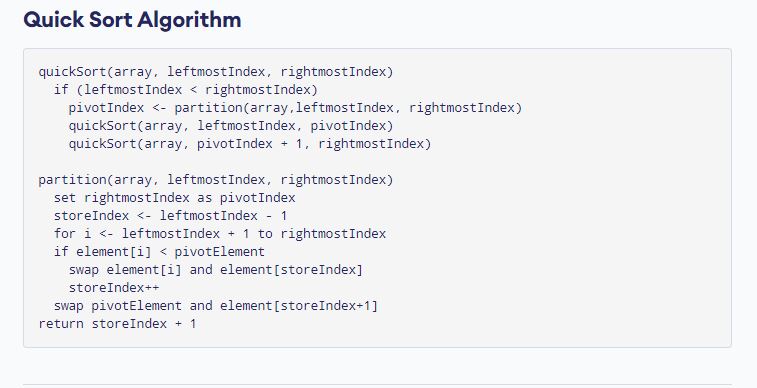 Quick Sort Algorithm
quickSort(array, leftmostIndex, rightmostIndex)
if (leftmostIndex < rightmostIndex)
pivotIndex <- partition(array,leftmostIndex, rightmostIndex)
quickSort(array, leftmostIndex, pivotIndex)
quickSort(array, pivotIndex + 1, rightmostIndex)
partition(array, leftmostIndex, rightmostIndex)
set rightmostIndex as pivotIndex
storeIndex <- leftmostIndex - 1
for i <- leftmostIndex + 1 to rightmostIndex
if element[i] < pivotElement
swap element[i] and element[storeIndex]
storeIndex++
swap pivotElement and element[storeIndex+1]
return storeIndex + 1